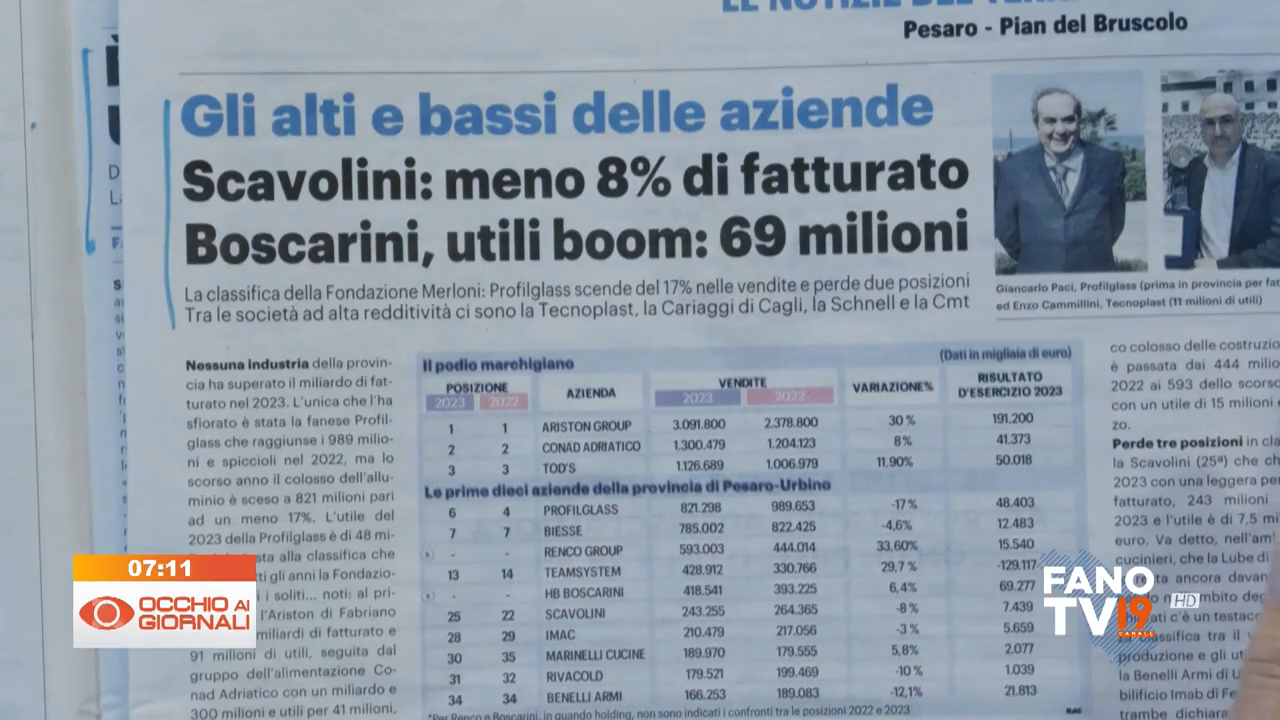 Pesaro - Pian del Bruscolo
Gli alti e bassi delle aziende
Scavolini: meno 8% di fatturato
Boscarini, utili boom: 69 milioni
La classifica della Fondazione Merloni: Profilglass scende del 17% nelle vendite e perde due posizioni
Tra le società ad alta redditività ci sono la Tecnoplast, la Cariaggi di Cagli, la Schnell e la Cmt
Giancarlo Paci, Profilglass (prima in provincia per
ed Enzo Cammillini, Tecnoplast (11 milioni di utili)
Nessuna industria della provin-
cia ha superato il miliardo di fat-
turato nel 2023. L'unica che l'ha
sfiorato è stata la fanese Profil-
glass che raggiunse i 989 milio-
ni e spiccioli nel 2022, ma lo
scorso anno il colosso dell'allu-
minio è sceso a 821 milioni pari
ad un meno 17%. L'utile del
2023 della Profilglass è di 48 mi-
alla classifica che
gli anni la Fondazio-
i soliti... noti: al pri-
l'Ariston di Fabriano
miliardi di fatturato e
91 milioni di utili, seguita dal
gruppo dell'alimentazione Co-
nad Adriatico con un miliardo e
300 milioni e utili per 41 milioni,
Il podio marchigiano
(Dati in migliaia di euro)
POSIZIONE AZIENDA VENDITE VARIAZIONE% RISULTATO D'ESERCIZIO 2023
2023 2022 2023 2022
1 1 ARISTON GROUP 3.091.800 2.378.800 30 % 191.200
2 2 CONAD ADRIATICO 1.300.479 1.204.123 8% 41.373
3 3 TOD'S 1.126.689 1.006.979 11,90% 50.018
Le prime dieci aziende della provincia di Pesaro-Urbino
6 4 PROFILGLASS 821.298 989.653 -17 % 48.403
7 7 BIESSE 785.002 822.425 -4,6% 12.483
- - RENCO GROUP 593.003 444.014 33,60% 15.540
13 14 TEAMSYSTEM 428.912 330.766 29,7 % -129.117
- - HB BOSCARINI 418.541 393.225 6,4% 69.277
25 22 SCAVOLINI 243.255 264.365 -8 % 7.439
28 29 IMAC 210.479 217.056 -3 % 5.659
30 35 MARINELLI CUCINE 189.970 179.555 5,8% 2.077
31 32 RIVACOLD 179.521 199.469 -10 % 1.039
34 34 BENELLI ARMI 166.253 189.083 -12,1% 21.813
*Per Renco e Boscarini, in quando holding, non sono indicati i confronti tra le posizioni 2022 e 2023
co colosso delle costruzio
è passata dai 444 milio
2022 ai 593 dello scorso
con un utile di 15 milioni
zo.
Perde tre posizioni in cla
la Scavolini (25ª) che ch
2023 con una leggera per
fatturato, 243 milioni
2023 e l'utile è di 7,5 mi
euro. Va detto, nell'am
cucinieri, che la Lube di
ancora davan
classifica tra il
produzione e gli ut
la Benelli Armi di U
bilificio Imab di Fe
trambe dichiara
07:11
OCCHIO AI
GIORNALI
FANO
TV19
HD
CANALE